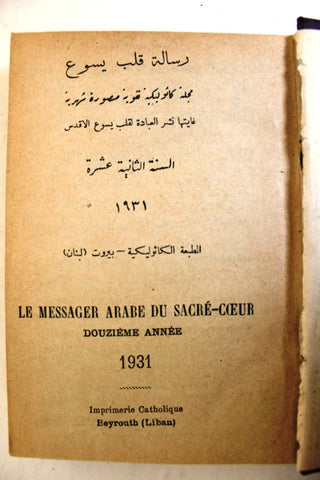 رسالة قلب يسوع
مجلة كاثوليكية تقوية مصورة شهرية
غايتها نشر العبادة لقلب يسوع الاقدس
السنة الثانية عشرة
١٩٣١
المطبعة الكاثوليكية – بيروت (لبنان)
LE MESSAGER ARABE DU SACRÉ-CŒUR
DOUZIÉME ANNÉE
1931
Imprimerie Catholique
Beyrouth (Liban)